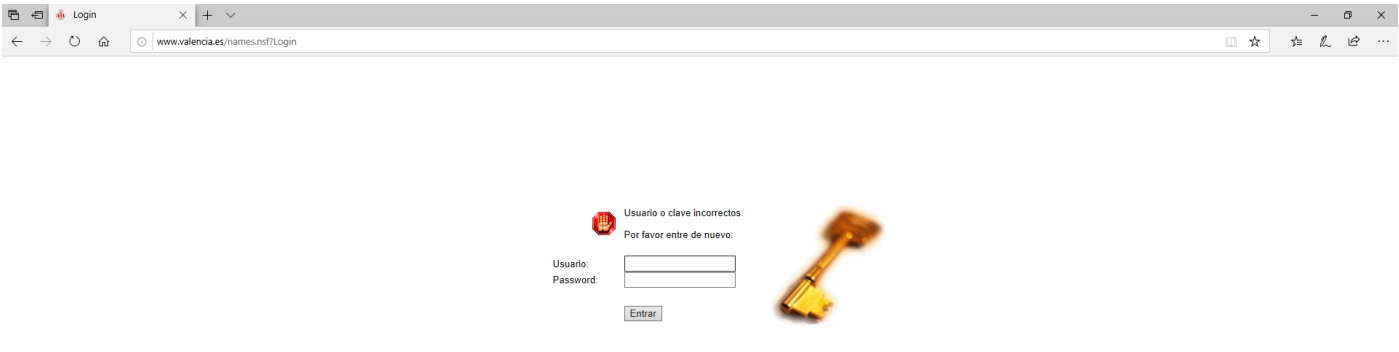 Login
www.valencia.es/names.nsf?Login
Usuario o clave incorrectos.
Por favor entre de nuevo:
Usuario:
Password:
Entrar